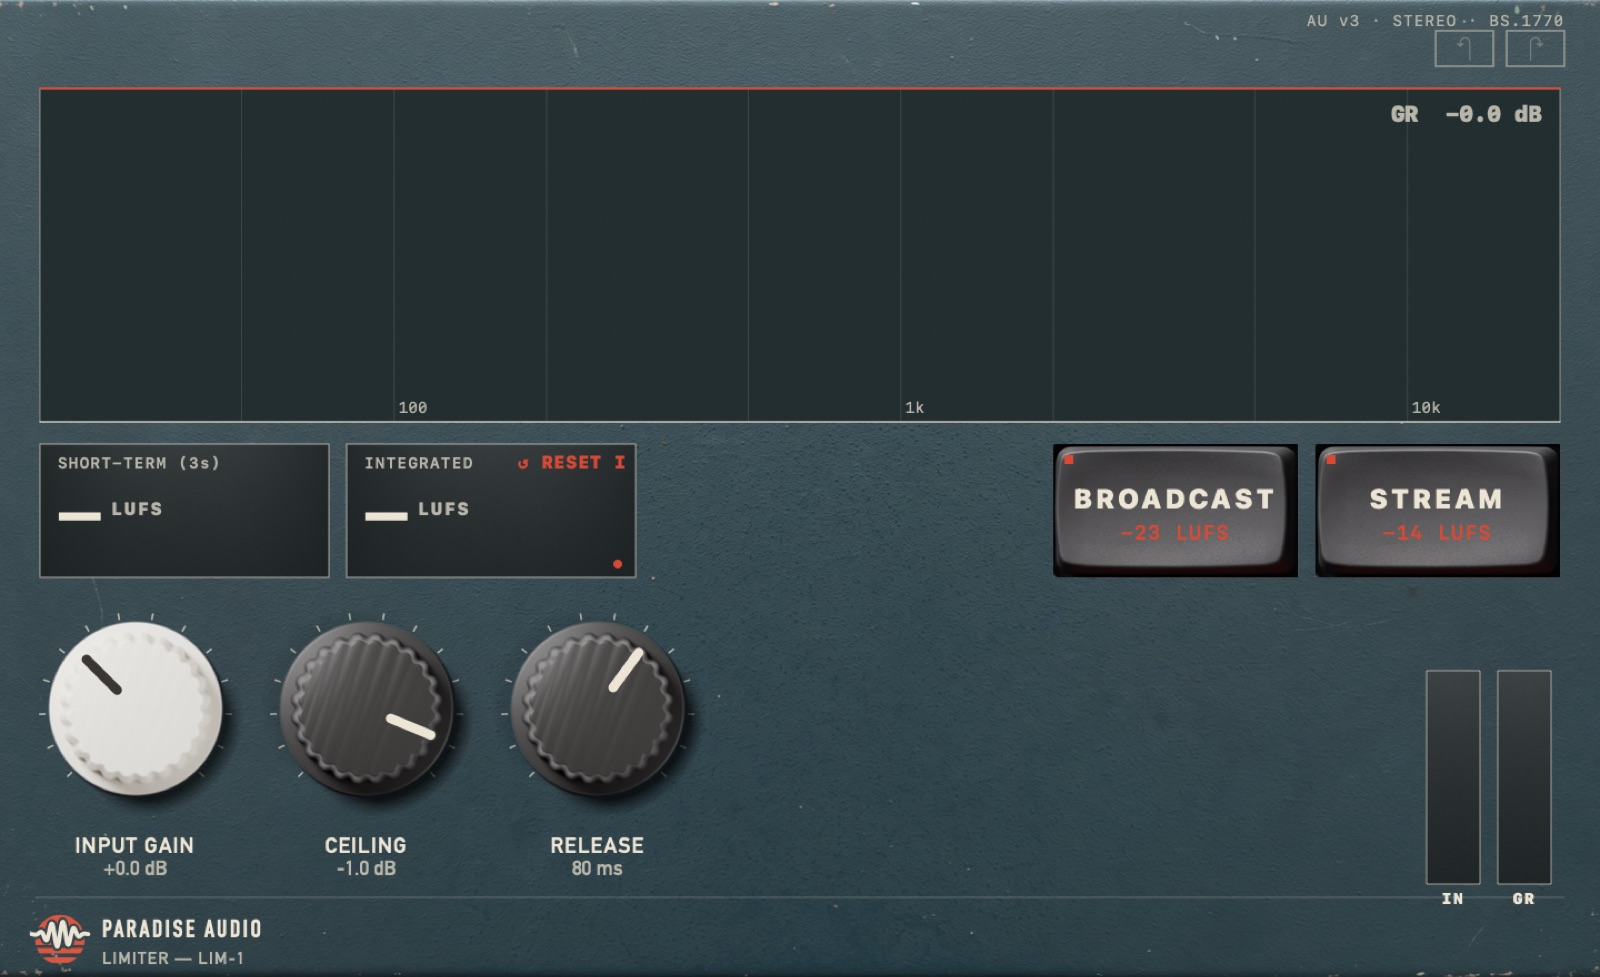 AU v3 · STEREO·· BS.1770
GR -0.0 dB
100 1k 10k
SHORT-TERM (3s)
LUFS
INTEGRATED ↺ RESET I
LUFS
BROADCAST
-23 LUFS
STREAM
-14 LUFS
INPUT GAIN
+0.0 dB
CEILING
-1.0 dB
RELEASE
80 ms
IN GR
PARADISE AUDIO
LIMITER — LIM-1